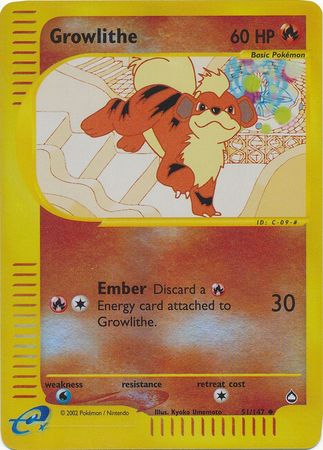 Growlithe 60 HP
Basic Pokémon
ID: C-09-#
Ember Discard a
Energy card attached to
Growlithe.
30
weakness resistance retreat cost
© 2002 Pokémon / Nintendo Illus. Kyoko Umemoto 51/147
e